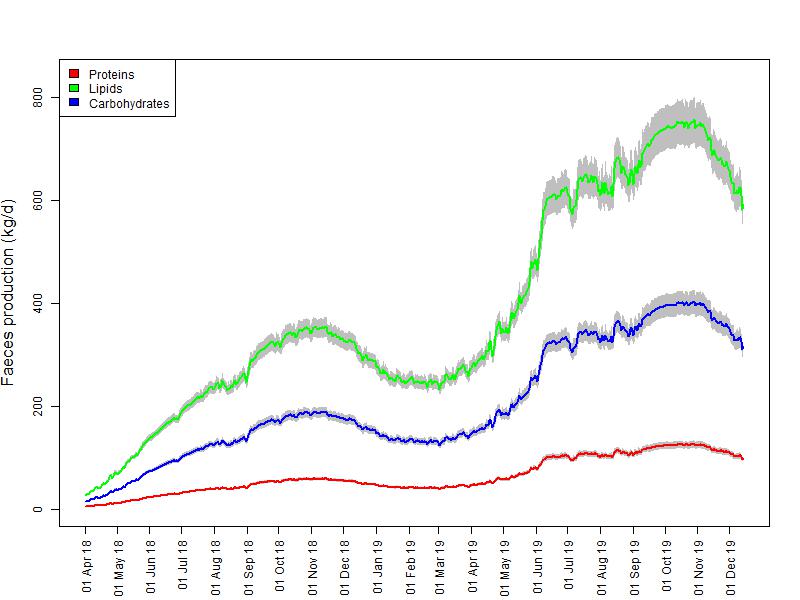 Proteins
Lipids
Carbohydrates
Faeces production (kg/d)
800
600
400
200
0
01 Apr 18
01 May 18
01 Jun 18
01 Jul 18
01 Aug 18
01 Sep 18
01 Oct 18
01 Nov 18
01 Dec 18
01 Jan 19
01 Feb 19
01 Mar 19
01 Apr 19
01 May 19
01 Jun 19
01 Jul 19
01 Aug 19
01 Sep 19
01 Oct 19
01 Nov 19
01 Dec 19